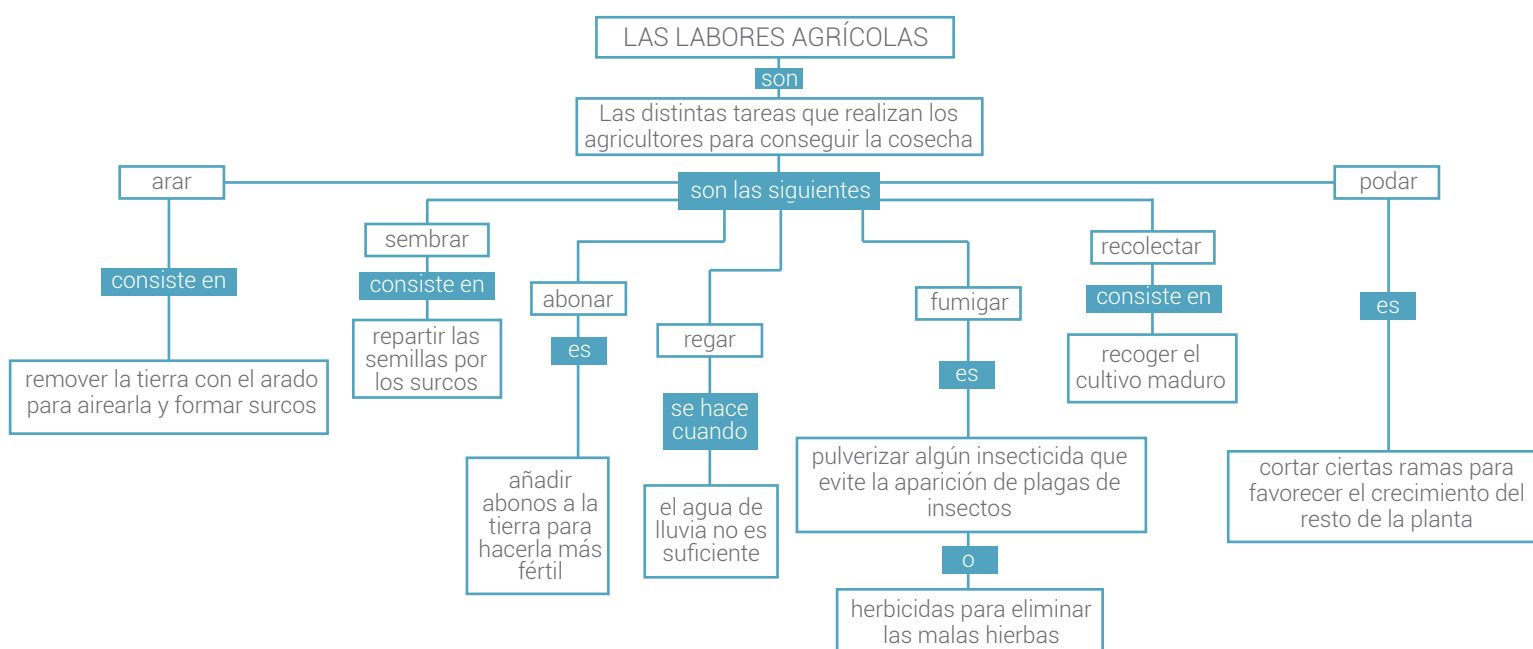 LAS LABORES AGRÍCOLAS
son
Las distintas tareas que realizan los
agricultores para conseguir la cosecha
son las siguientes
arar
consiste en
remover la tierra con el arado
para airearla y formar surcos
sembrar
consiste en
repartir las
semillas por
los surcos
abonar
es
añadir
abonos a la
tierra para
hacerla más
fértil
regar
se hace
cuando
el agua de
lluvia no es
suficiente
fumigar
es
pulverizar algún insecticida que
evite la aparición de plagas de
insectos
o
herbicidas para eliminar
las malas hierbas
recolectar
consiste en
recoger el
cultivo maduro
podar
es
cortar ciertas ramas para
favorecer el crecimiento del
resto de la planta